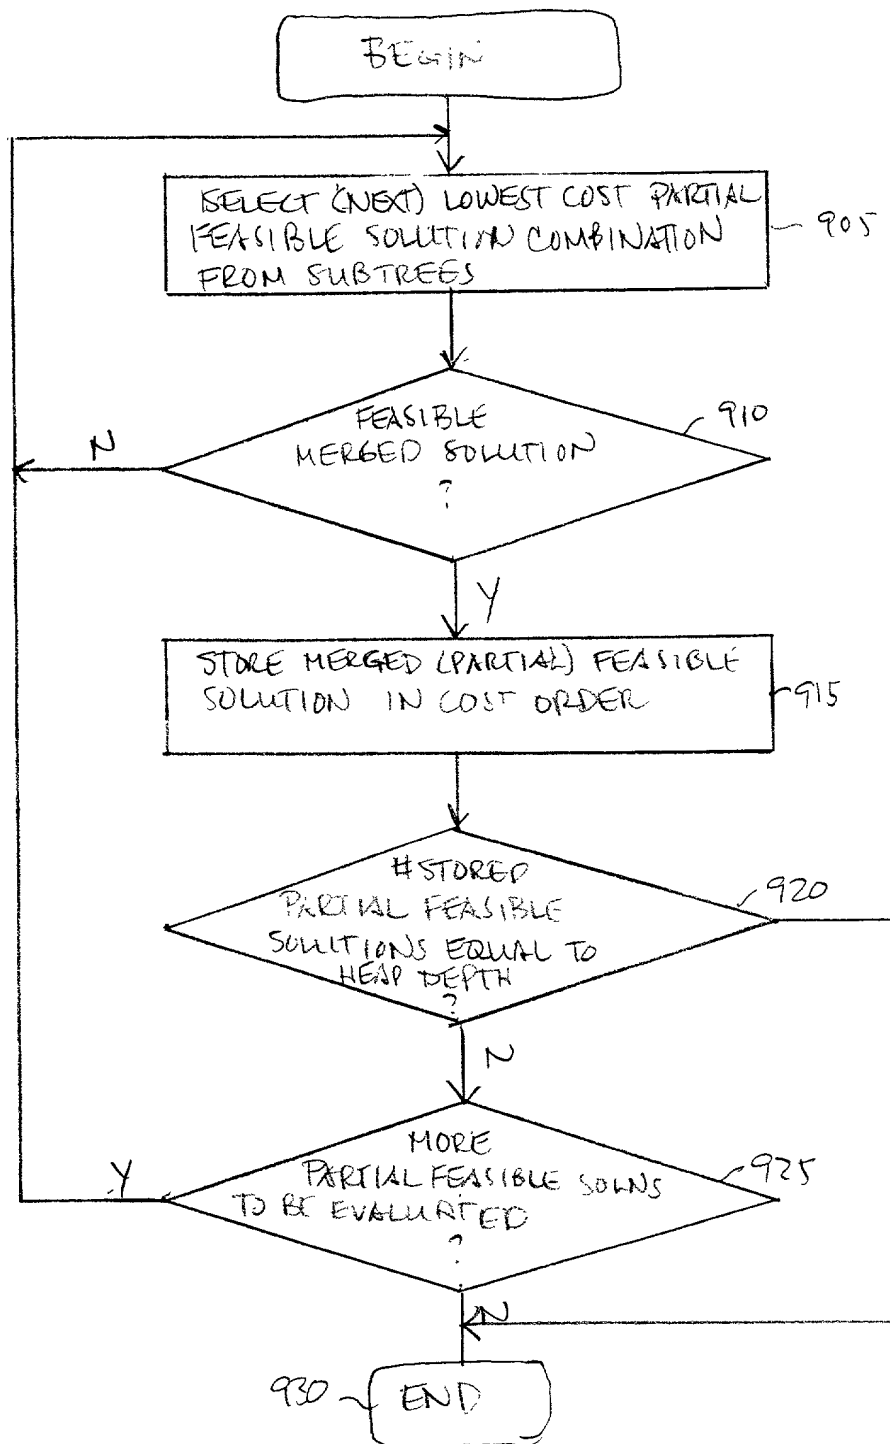 BEGIN
SELECT (NEXT) LOWEST COST PARTIAL
FEASIBLE SOLUTION COMBINATION
FROM SUBTREES
905
FEASIBLE
MERGED SOLUTION
?
910
N
Y
STORE MERGED (PARTIAL) FEASIBLE
SOLUTION IN COST ORDER
915
#STORED
PARTIAL FEASIBLE
SOLUTIONS EQUAL TO
HEAP DEPTH
?
920
N
MORE
PARTIAL FEASIBLE SOLNS
TO BE EVALUATED
?
925
Y
N
930
END